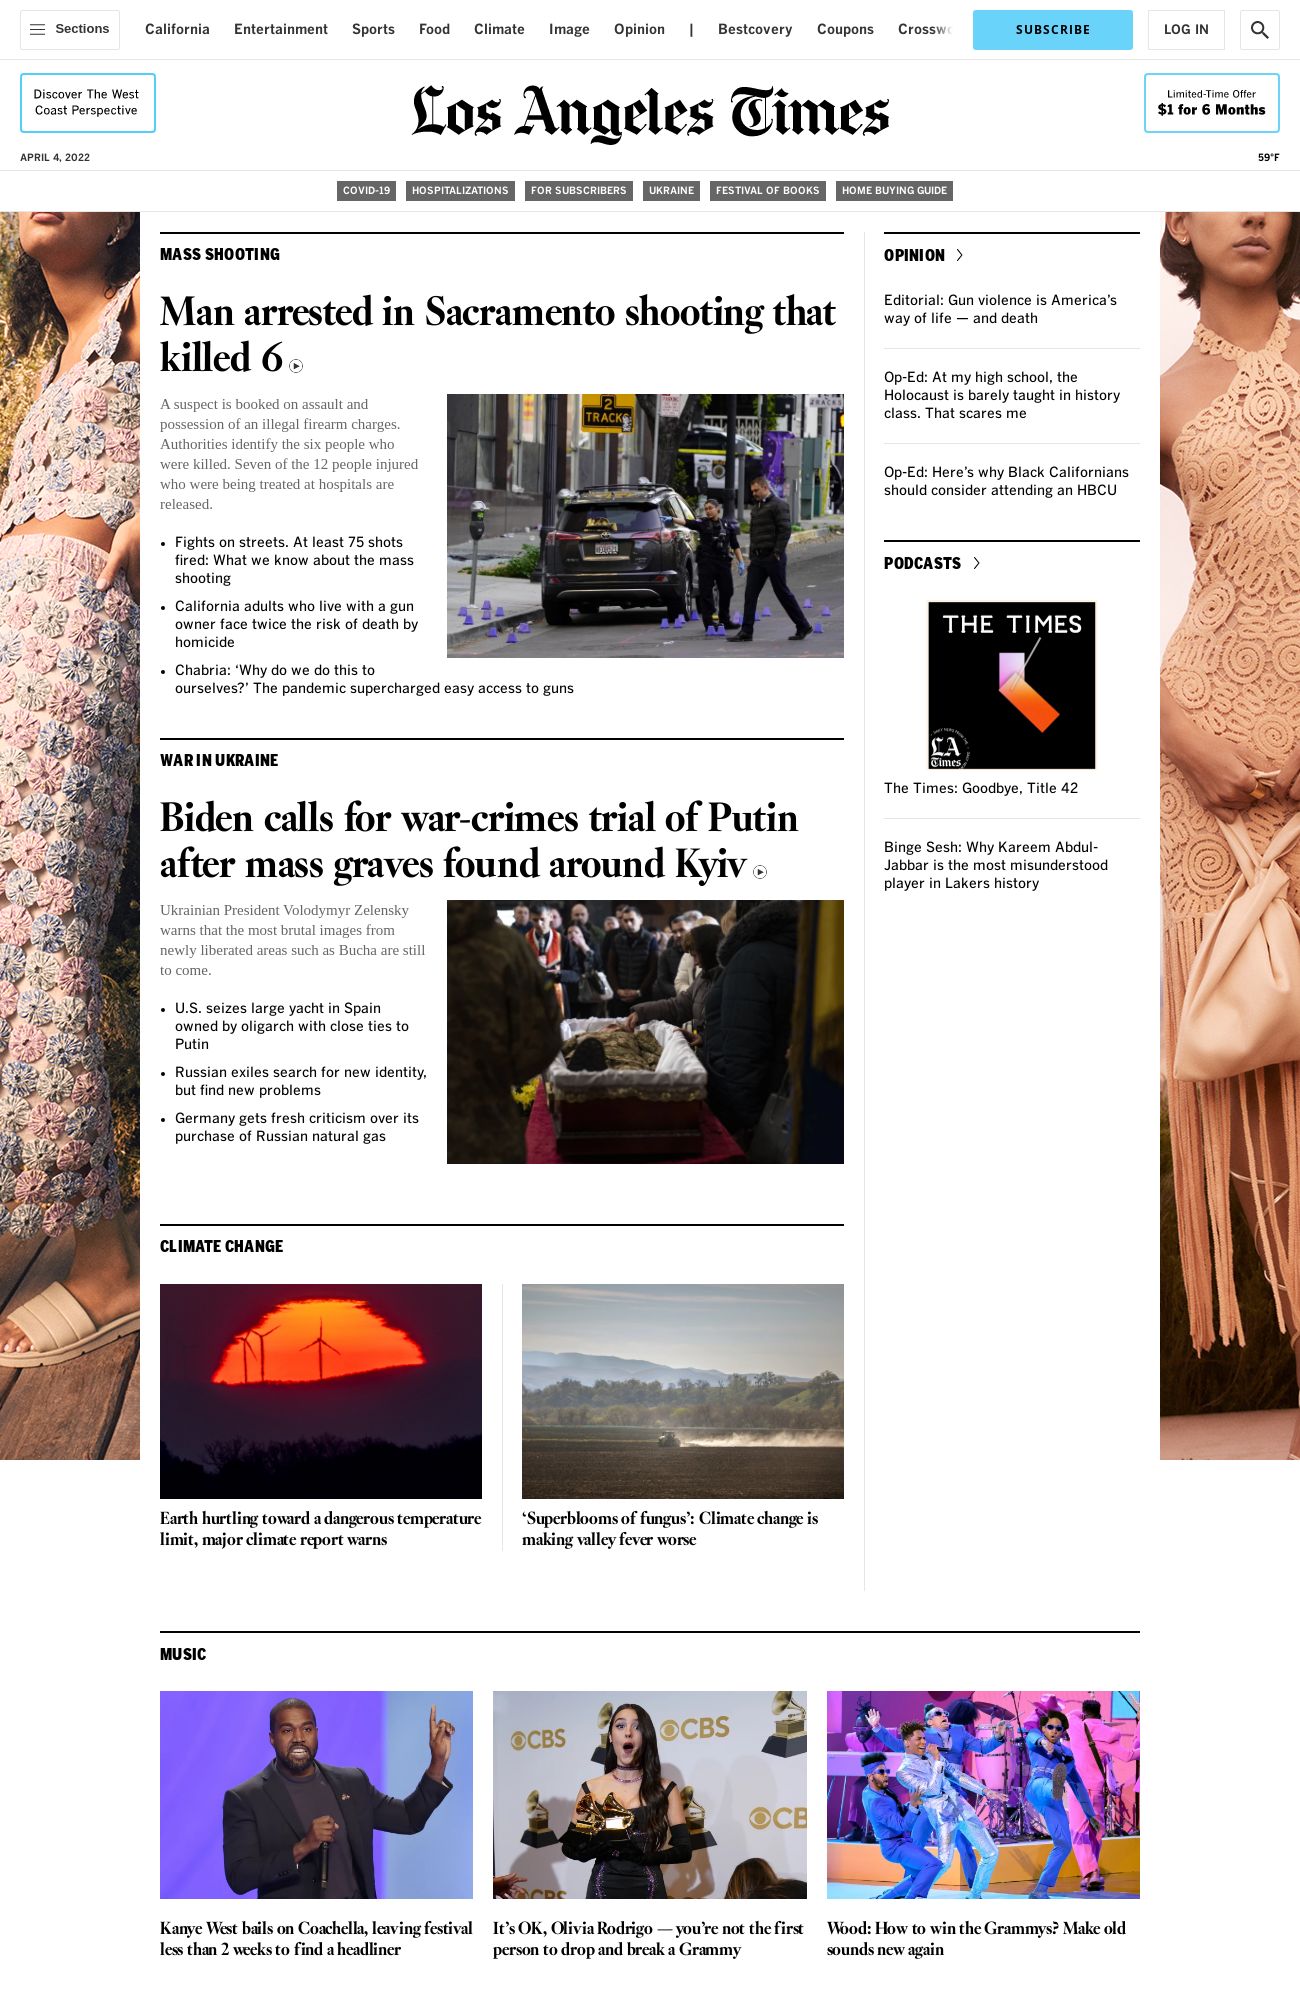 Sections
California
Entertainment
Sports
Food
Climate
Image
Opinion
|
Bestcovery
Coupons
SUBSCRIBE
LOG IN
Discover The West
Coast Perspective
Los Angeles Times
Limited-Time Offer
$1 for 6 Months
APRIL 4, 2022
59°F
COVID-19
HOSPITALIZATIONS
FOR SUBSCRIBERS
UKRAINE
FESTIVAL OF BOOKS
HOME BUYING GUIDE
MASS SHOOTING
Man arrested in Sacramento shooting that
killed 6
A suspect is booked on assault and
possession of an illegal firearm charges.
Authorities identify the six people who
were killed. Seven of the 12 people injured
who were being treated at hospitals are
released.
• Fights on streets. At least 75 shots
fired: What we know about the mass
shooting
• California adults who live with a gun
owner face twice the risk of death by
homicide
• Chabria: ‘Why do we do this to
ourselves?’ The pandemic supercharged easy access to guns
2
TRACKS
WAR IN UKRAINE
Biden calls for war-crimes trial of Putin
after mass graves found around Kyiv
Ukrainian President Volodymyr Zelensky
warns that the most brutal images from
newly liberated areas such as Bucha are still
to come.
• U.S. seizes large yacht in Spain
owned by oligarch with close ties to
Putin
• Russian exiles search for new identity,
but find new problems
• Germany gets fresh criticism over its
purchase of Russian natural gas
CLIMATE CHANGE
Earth hurtling toward a dangerous temperature
limit, major climate report warns
‘Superblooms of fungus’: Climate change is
making valley fever worse
OPINION
Editorial: Gun violence is America’s
way of life — and death
Op-Ed: At my high school, the
Holocaust is barely taught in history
class. That scares me
Op-Ed: Here’s why Black Californians
should consider attending an HBCU
PODCASTS
THE TIMES
LA
Times
The Times: Goodbye, Title 42
Binge Sesh: Why Kareem Abdul-
Jabbar is the most misunderstood
player in Lakers history
MUSIC
CBS
CBS
CBS
Kanye West bails on Coachella, leaving festival
less than 2 weeks to find a headliner
It’s OK, Olivia Rodrigo — you’re not the first
person to drop and break a Grammy
Wood: How to win the Grammys? Make old
sounds new again